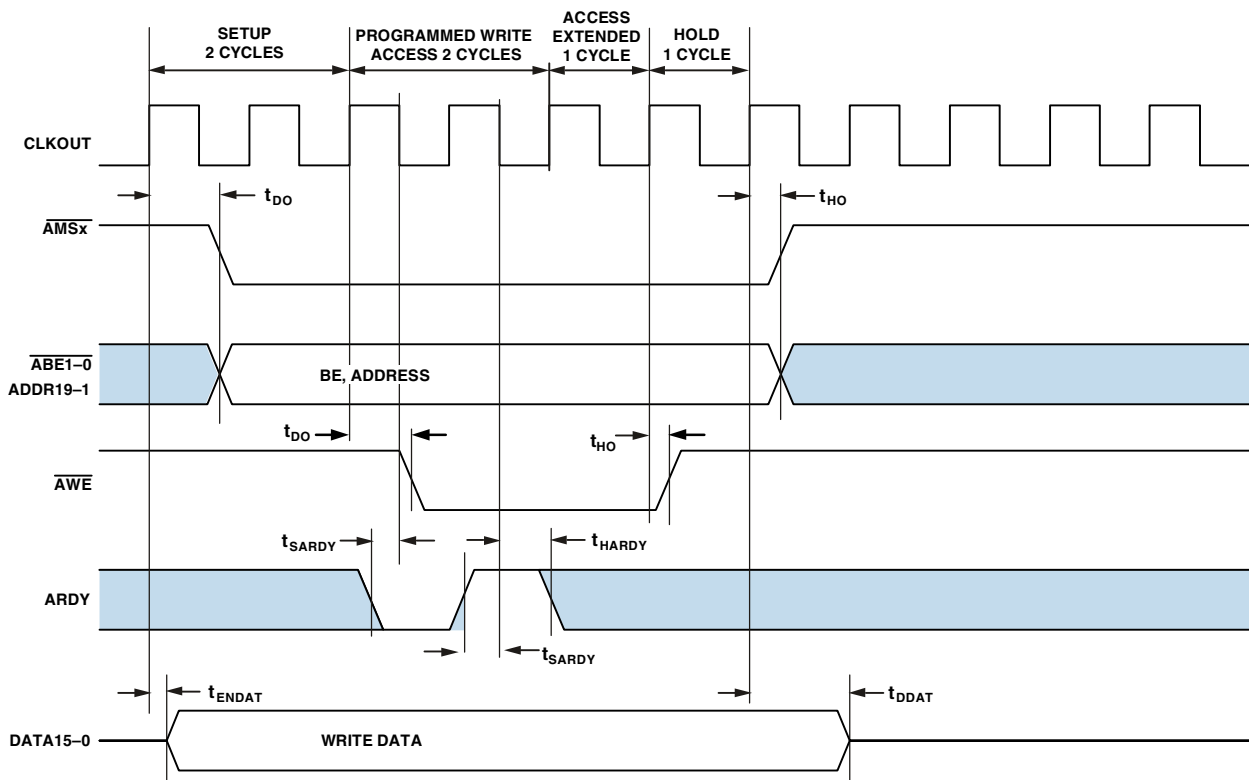 SETUP
2 CYCLES
PROGRAMMED WRITE
ACCESS 2 CYCLES
ACCESS
EXTENDED
1 CYCLE
HOLD
1 CYCLE
CLKOUT
tDO
tHO
AMSx
ABE1–0
ADDR19–1
BE, ADDRESS
tDO
tHO
AWE
tSARDY
tHARDY
ARDY
tSARDY
tENDAT
tDDAT
DATA15–0
WRITE DATA